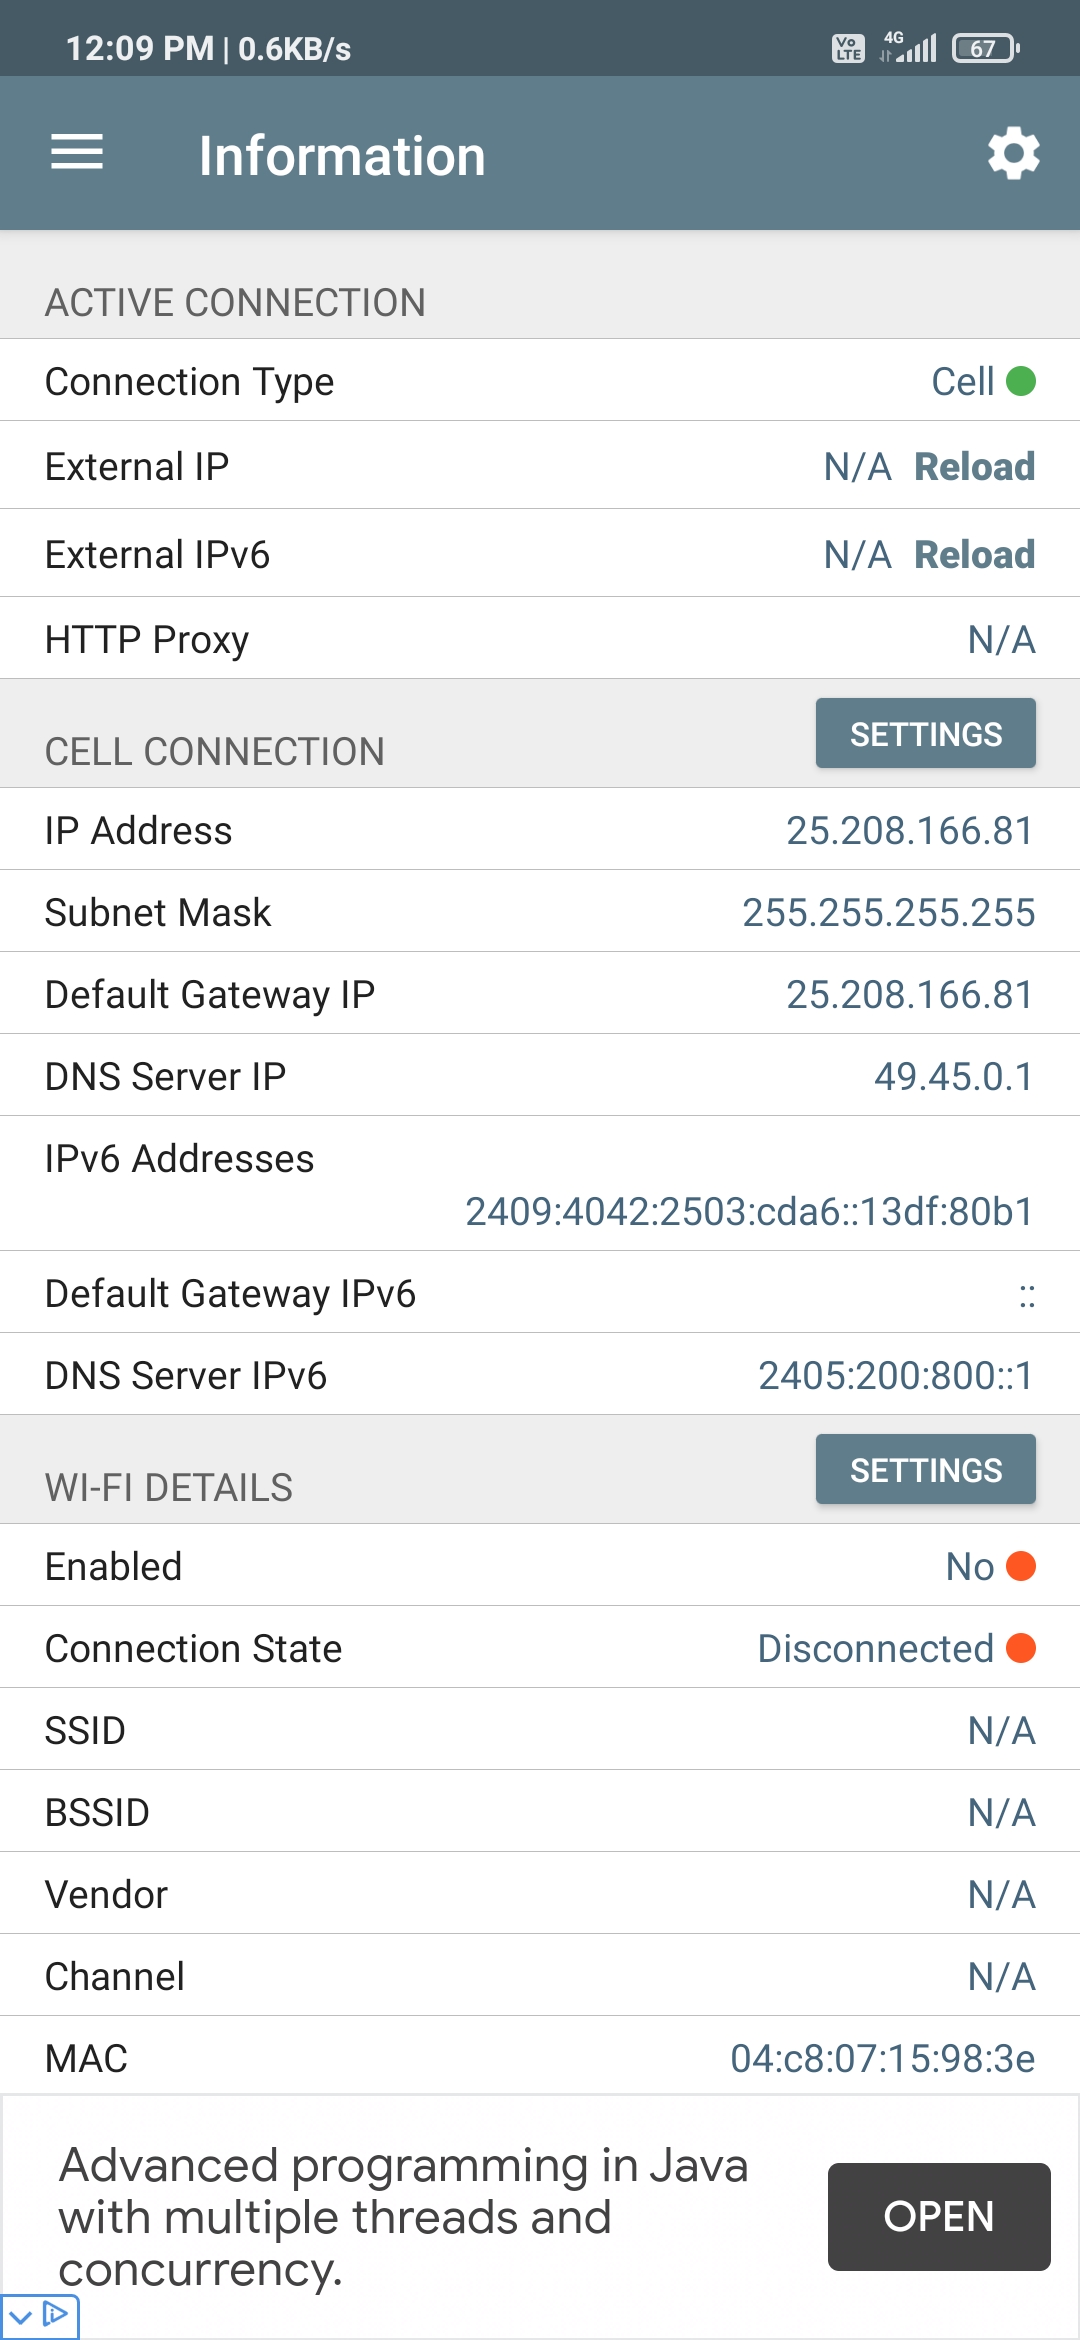 12:09 PM | 0.6KB/s Vo LTE 4G 67
Information
ACTIVE CONNECTION
Connection Type Cell
External IP N/A Reload
External IPv6 N/A Reload
HTTP Proxy N/A
CELL CONNECTION SETTINGS
IP Address 25.208.166.81
Subnet Mask 255.255.255.255
Default Gateway IP 25.208.166.81
DNS Server IP 49.45.0.1
IPv6 Addresses
2409:4042:2503:cda6::13df:80b1
Default Gateway IPv6 ::
DNS Server IPv6 2405:200:800::1
WI-FI DETAILS SETTINGS
Enabled No
Connection State Disconnected
SSID N/A
BSSID N/A
Vendor N/A
Channel N/A
MAC 04:c8:07:15:98:3e
Advanced programming in Java
with multiple threads and
concurrency.
OPEN